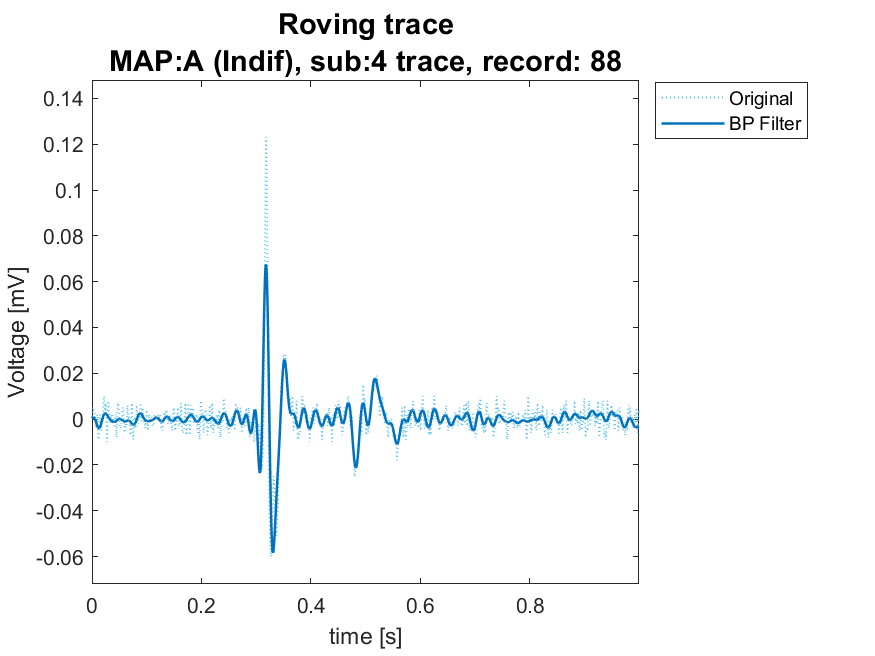 Roving trace
MAP:A (Indif), sub:4 trace, record: 88
Original
BP Filter
0.14
0.12
0.1
0.08
0.06
0.04
0.02
0
-0.02
-0.04
-0.06
Voltage [mV]
0 0.2 0.4 0.6 0.8
time [s]